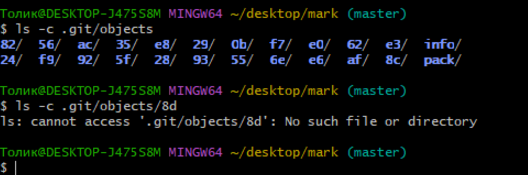 Толик@DESKTOP-J475S8M MINGW64 ~/desktop/mark (master)
$ ls -c .git/objects
82/ 56/ ac/ 35/ e8/ 29/ 0b/ f7/ e0/ 62/ e3/ info/
24/ f9/ 92/ 5f/ 28/ 93/ 55/ 6e/ e6/ af/ 8c/ pack/
Толик@DESKTOP-J475S8M MINGW64 ~/desktop/mark (master)
$ ls -c .git/objects/8d
ls: cannot access '.git/objects/8d': No such file or directory
Толик@DESKTOP-J475S8M MINGW64 ~/desktop/mark (master)
$